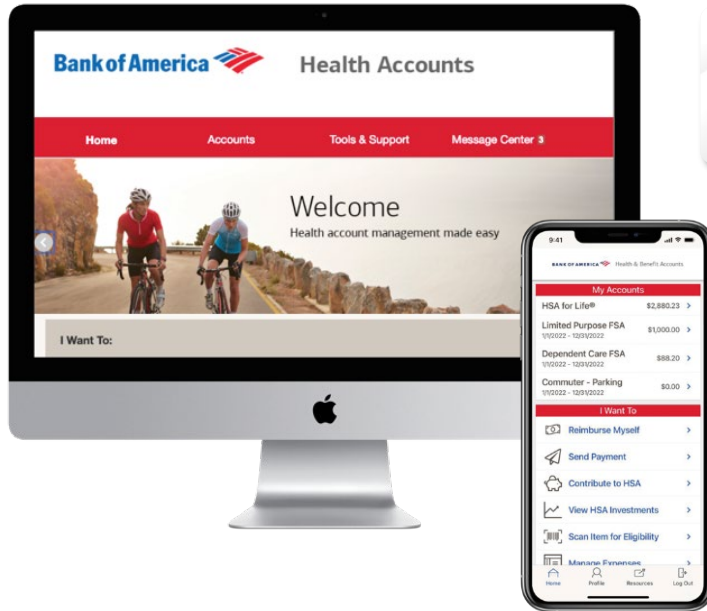 Bank of America Health Accounts
Home Accounts Tools & Support Message Center 3
Welcome
Health account management made easy
I Want To:
9:41
BANK OF AMERICA Health & Benefit Accounts
My Accounts
HSA for Life® $2,880.23
Limited Purpose FSA $1,000.00
1/1/2022 - 12/31/2022
Dependent Care FSA $88.20
1/1/2022 - 12/31/2022
Commuter - Parking $0.00
1/1/2022 - 12/31/2022
I Want To
Reimburse Myself
Send Payment
Contribute to HSA
View HSA Investments
Scan Item for Eligibility
Manage Expenses
Home Profile Resources Log Out